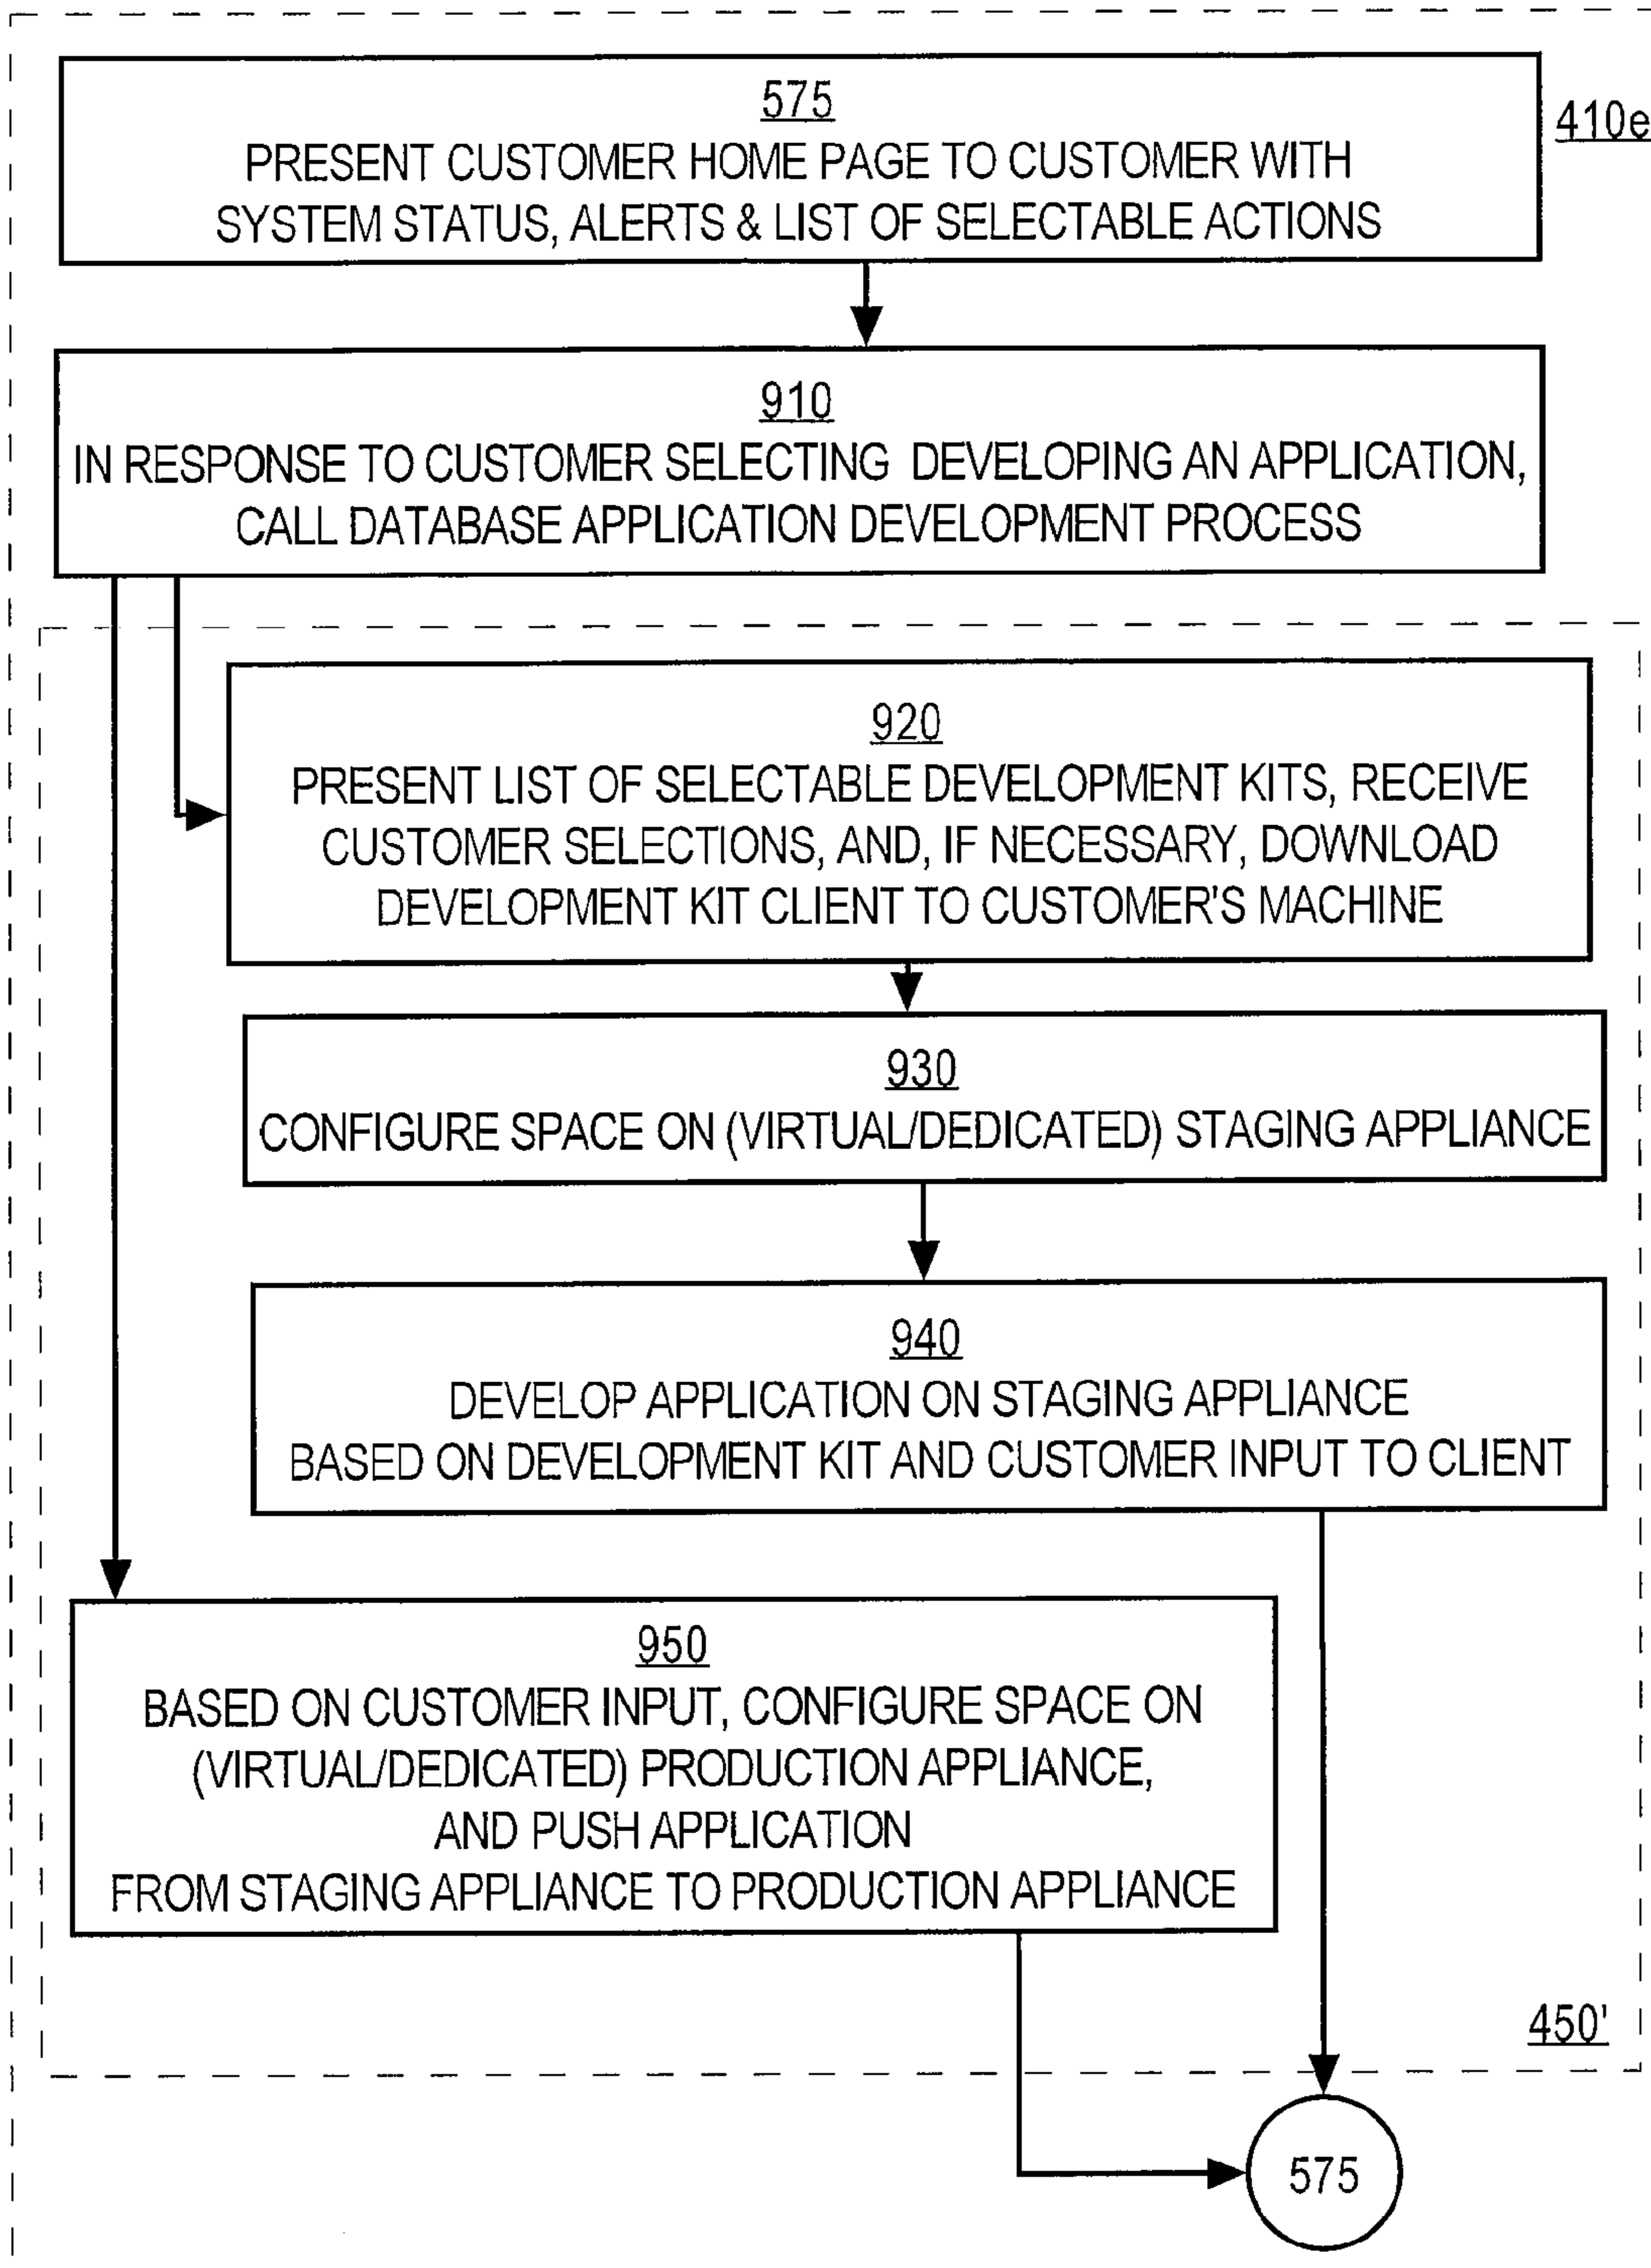 575
PRESENT CUSTOMER HOME PAGE TO CUSTOMER WITH
SYSTEM STATUS, ALERTS & LIST OF SELECTABLE ACTIONS
410e
910
IN RESPONSE TO CUSTOMER SELECTING DEVELOPING AN APPLICATION,
CALL DATABASE APPLICATION DEVELOPMENT PROCESS
920
PRESENT LIST OF SELECTABLE DEVELOPMENT KITS, RECEIVE
CUSTOMER SELECTIONS, AND, IF NECESSARY, DOWNLOAD
DEVELOPMENT KIT CLIENT TO CUSTOMER'S MACHINE
930
CONFIGURE SPACE ON (VIRTUAL/DEDICATED) STAGING APPLIANCE
940
DEVELOP APPLICATION ON STAGING APPLIANCE
BASED ON DEVELOPMENT KIT AND CUSTOMER INPUT TO CLIENT
950
BASED ON CUSTOMER INPUT, CONFIGURE SPACE ON
(VIRTUAL/DEDICATED) PRODUCTION APPLIANCE,
AND PUSH APPLICATION
FROM STAGING APPLIANCE TO PRODUCTION APPLIANCE
450'
575